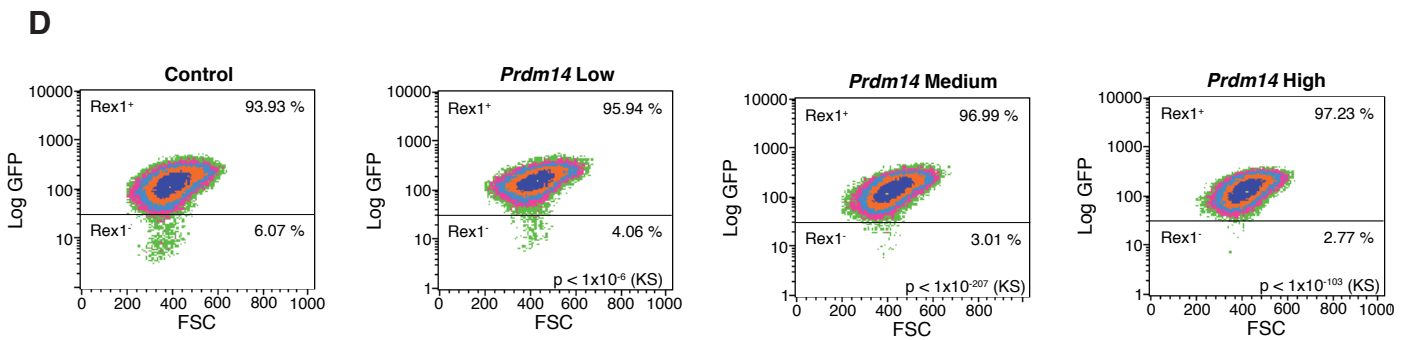 D
Control
Log GFP
10000
1000
100
10
Rex1⁺ 93.93 %
Rex1⁻ 6.07 %
0 200 400 600 800 1000
FSC
Prdm14 Low
Log GFP
10000
1000
100
10
1
Rex1⁺ 95.94 %
Rex1⁻ 4.06 %
p < 1x10⁻⁶ (KS)
0 200 400 600 800 1000
FSC
Prdm14 Medium
Log GFP
10000
1000
100
10
1
Rex1⁺ 96.99 %
Rex1⁻ 3.01 %
p < 1x10⁻²⁰⁷ (KS)
0 200 400 600 800
FSC
Prdm14 High
Log GFP
10000
1000
100
10
1
Rex1⁺ 97.23 %
Rex1⁻ 2.77 %
p < 1x10⁻¹⁰³ (KS)
0 200 400 600 800 1000
FSC